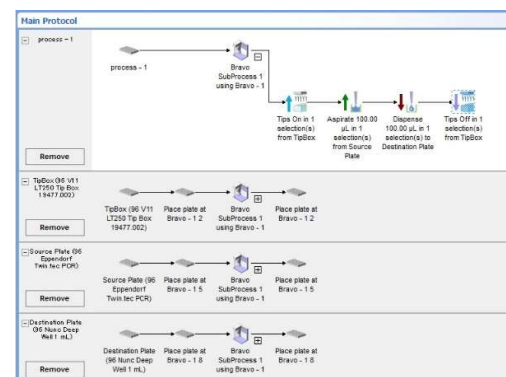 Main Protocol
process - 1
process - 1
Bravo
SubProcess 1
using Bravo - 1
Tips On in 1
selection(s)
from TipBox
Aspirate 100.00
µL in 1
selection(s)
from Source
Plate
Dispense
100.00 µL in 1
selection(s) to
Destination Plate
Tips Off in 1
selection(s)
from TipBox
Remove
TipBox (96 V11
LT250 Tip Box
19477.002)
TipBox (96 V11
LT250 Tip Box
19477.002)
Place plate at
Bravo - 1 2
Bravo
SubProcess 1
using Bravo - 1
Place plate at
Bravo - 1 2
Remove
Source Plate (96
Eppendorf
Twin.tec PCR)
Source Plate (96
Eppendorf
Twin.tec PCR)
Place plate at
Bravo - 1 5
Bravo
SubProcess 1
using Bravo - 1
Place plate at
Bravo - 1 5
Remove
Destination Plate
(96 Nunc Deep
Well 1 mL)
Destination Plate
(96 Nunc Deep
Well 1 mL)
Place plate at
Bravo - 1 8
Bravo
SubProcess 1
using Bravo - 1
Place plate at
Bravo - 1 8
Remove